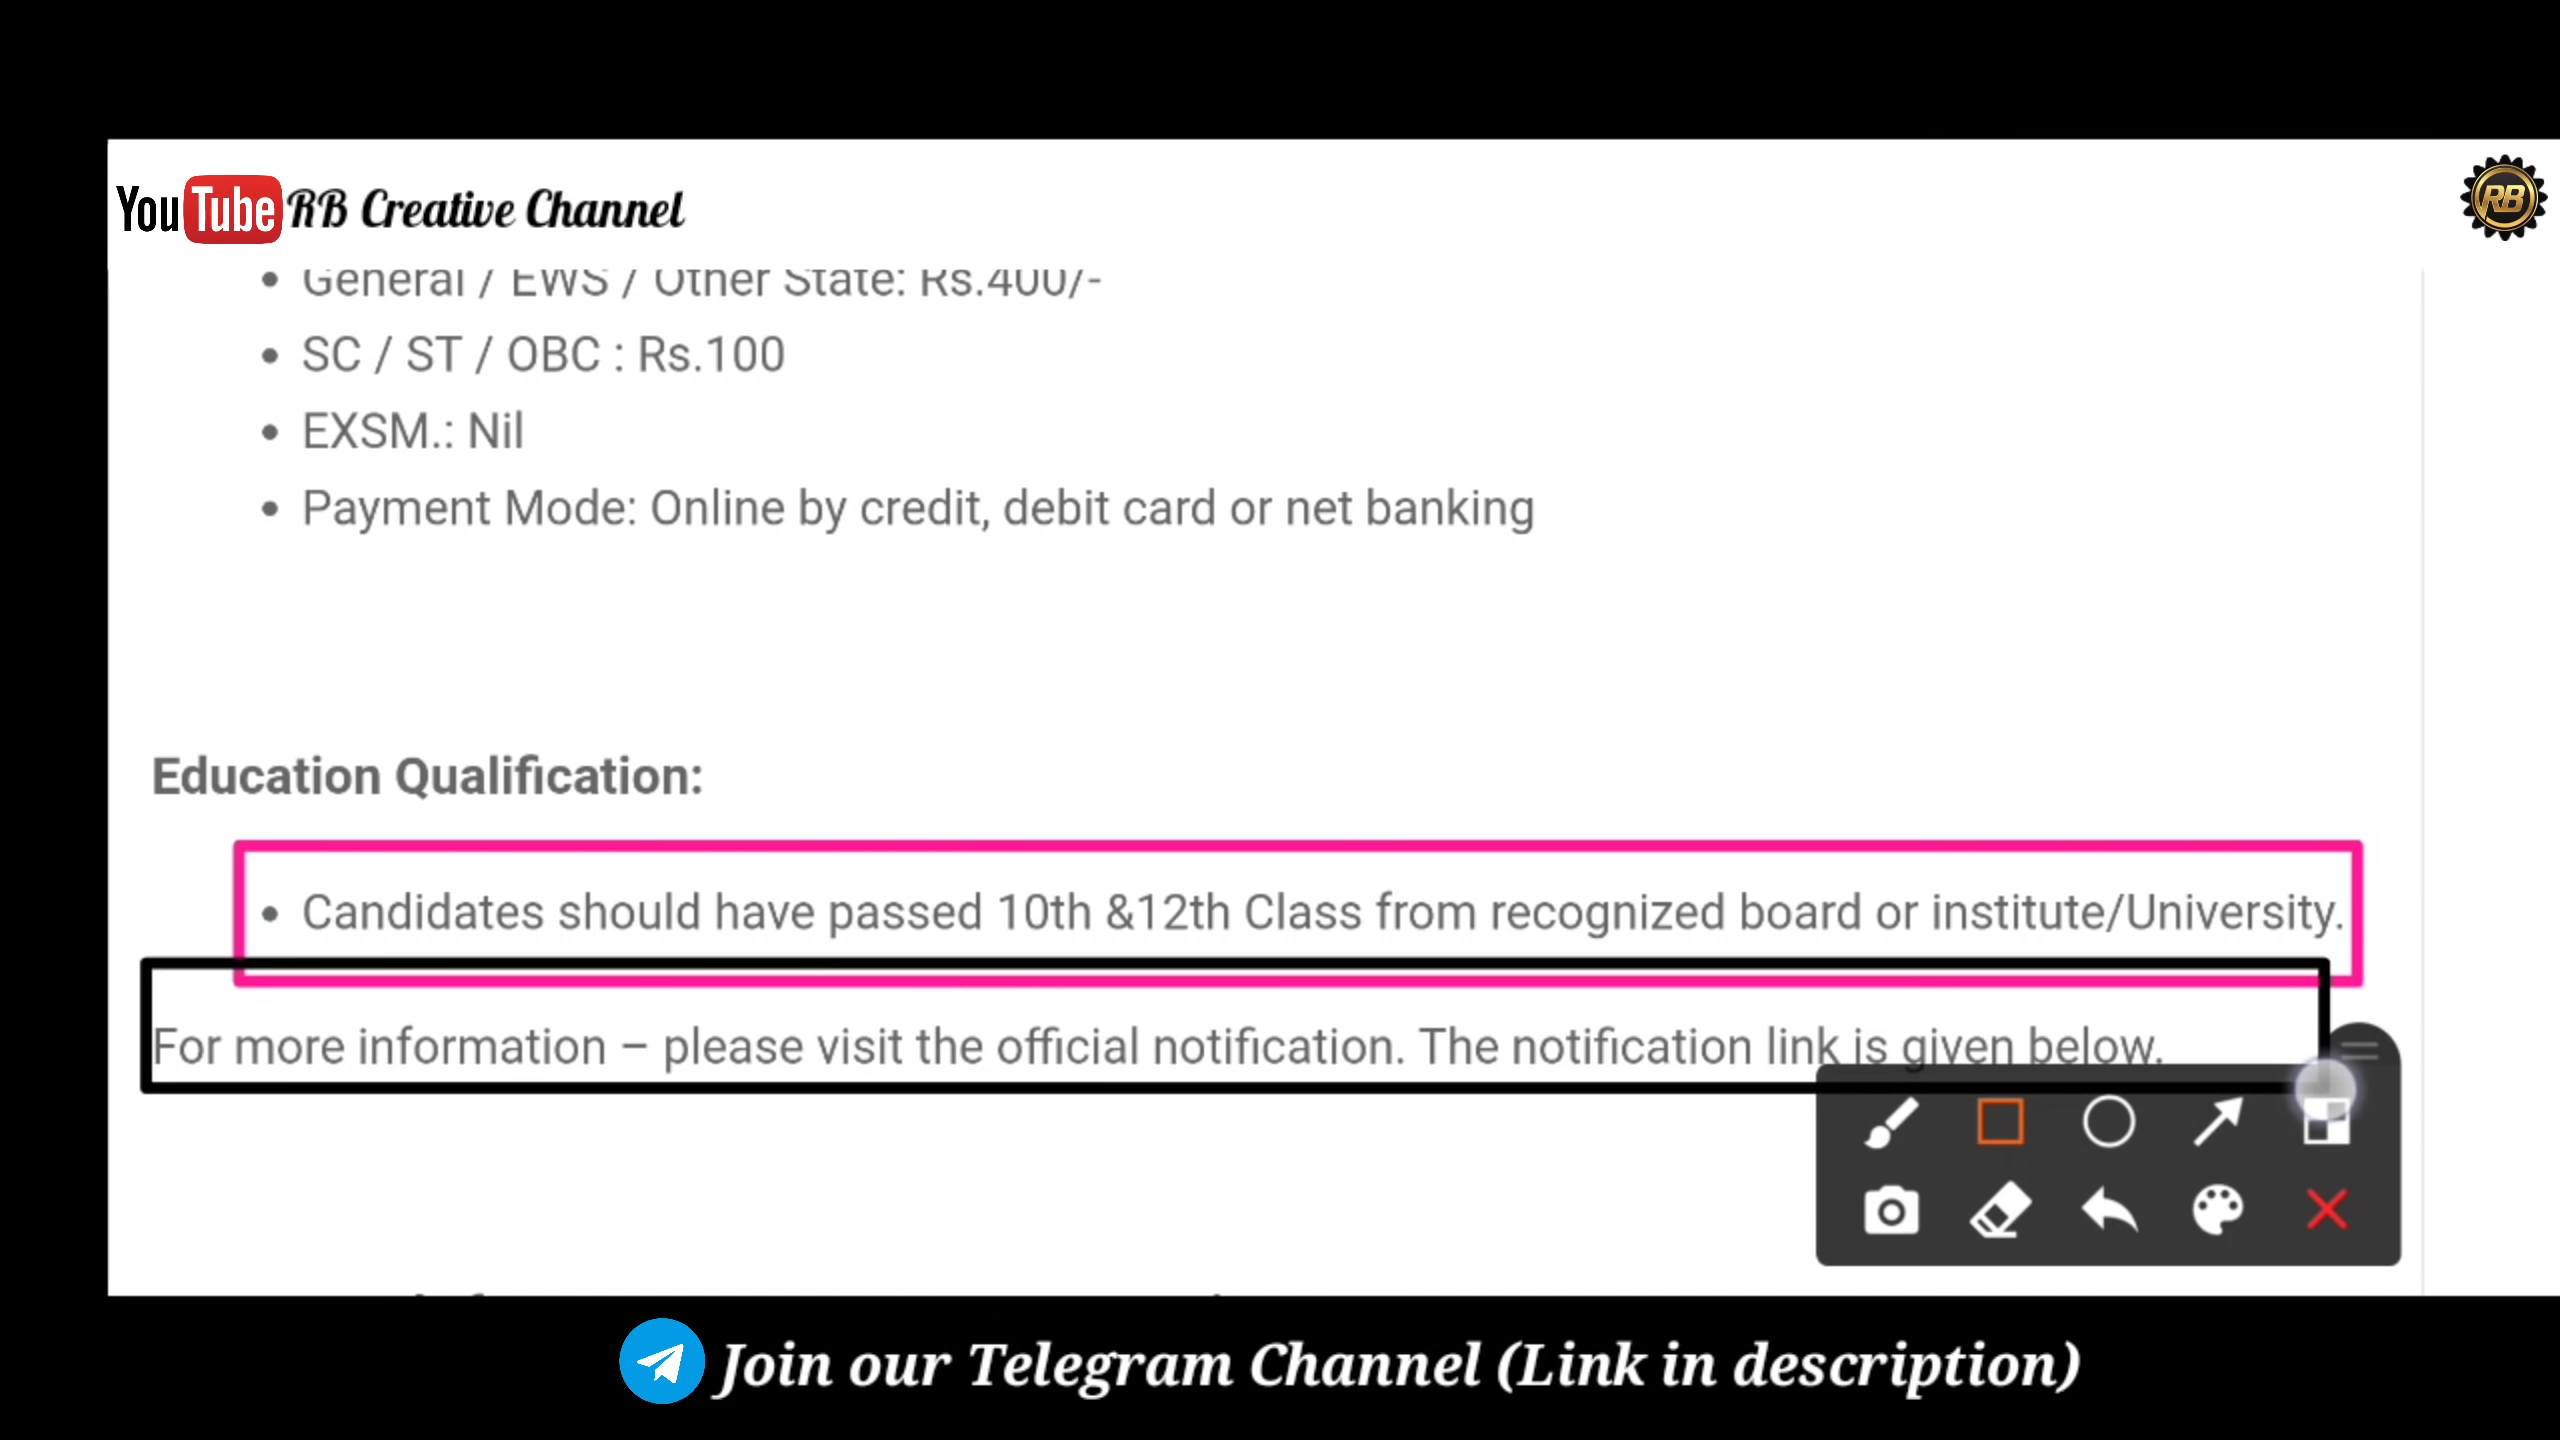 YouTube RB Creative Channel
RB
• General / EWS / Other State: Rs.400/-
• SC / ST / OBC : Rs.100
• EXSM.: Nil
• Payment Mode: Online by credit, debit card or net banking
Education Qualification:
• Candidates should have passed 10th &12th Class from recognized board or institute/University.
For more information – please visit the official notification. The notification link is given below.
Join our Telegram Channel (Link in description)